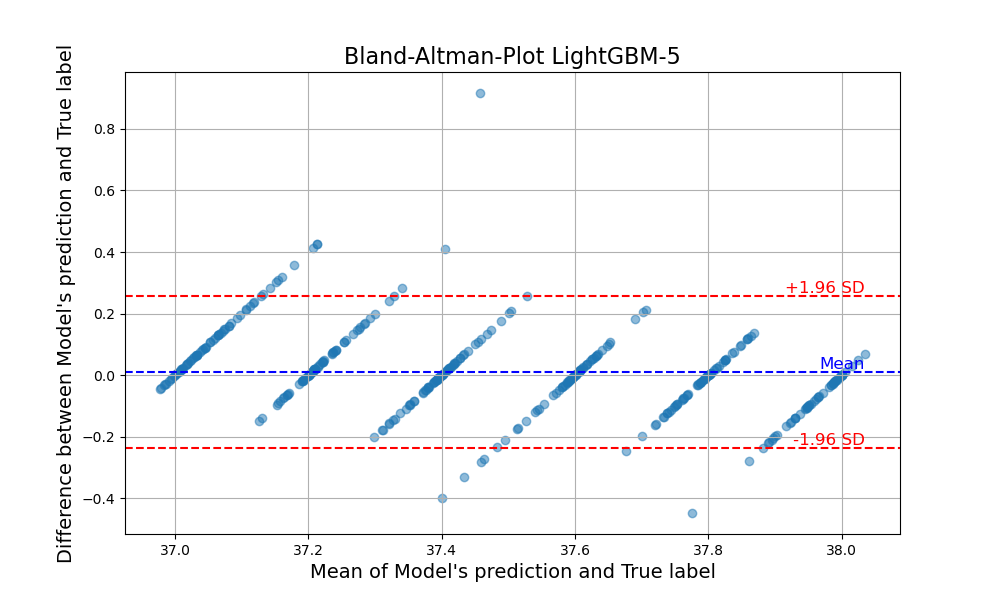 Bland-Altman-Plot LightGBM-5
Difference between Model's prediction and True label
0.8
0.6
0.4
+1.96 SD
0.2
Mean
0.0
−0.2
-1.96 SD
−0.4
37.0 37.2 37.4 37.6 37.8 38.0
Mean of Model's prediction and True label